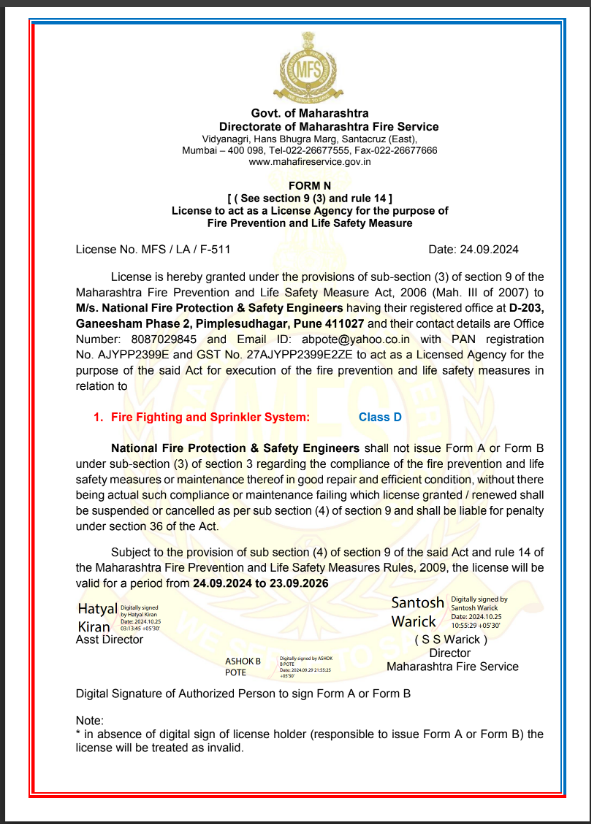 MFS
Govt. of Maharashtra
Directorate of Maharashtra Fire Service
Vidyanagri, Hans Bhugra Marg, Santacruz (East),
Mumbai – 400 098, Tel-022-26677555, Fax-022-26677666
www.mahafireservice.gov.in
FORM N
[ ( See section 9 (3) and rule 14 ]
License to act as a License Agency for the purpose of
Fire Prevention and Life Safety Measure
License No. MFS / LA / F-511 Date: 24.09.2024
License is hereby granted under the provisions of sub-section (3) of section 9 of the
Maharashtra Fire Prevention and Life Safety Measure Act, 2006 (Mah. III of 2007) to
M/s. National Fire Protection & Safety Engineers having their registered office at D-203,
Ganeesham Phase 2, Pimplesudhagar, Pune 411027 and their contact details are Office
Number: 8087029845 and Email ID: abpote@yahoo.co.in with PAN registration
No. AJYPP2399E and GST No. 27AJYPP2399E2ZE to act as a Licensed Agency for the
purpose of the said Act for execution of the fire prevention and life safety measures in
relation to
1. Fire Fighting and Sprinkler System: Class D
National Fire Protection & Safety Engineers shall not issue Form A or Form B
under sub-section (3) of section 3 regarding the compliance of the fire prevention and life
safety measures or maintenance thereof in good repair and efficient condition, without there
being actual such compliance or maintenance failing which license granted / renewed shall
be suspended or cancelled as per sub section (4) of section 9 and shall be liable for penalty
under section 36 of the Act.
Subject to the provision of sub section (4) of section 9 of the said Act and rule 14 of
the Maharashtra Fire Prevention and Life Safety Measures Rules, 2009, the license will be
valid for a period from 24.09.2024 to 23.09.2026
Hatyal
Kiran
Digitally signed
by Hatyal Kiran
Date: 2024.10.25
03:13:45 +05'30'
Asst Director
Santosh
Warick
Digitally signed by
Santosh Warick
Date: 2024.10.25
10:55:29 +05'30'
( S S Warick )
Director
Maharashtra Fire Service
ASHOK B
POTE
Digitally signed by ASHOK
B POTE
Date: 2024.09.29 21:55:25
+05'30'
Digital Signature of Authorized Person to sign Form A or Form B
Note:
* in absence of digital sign of license holder (responsible to issue Form A or Form B) the
license will be treated as invalid.